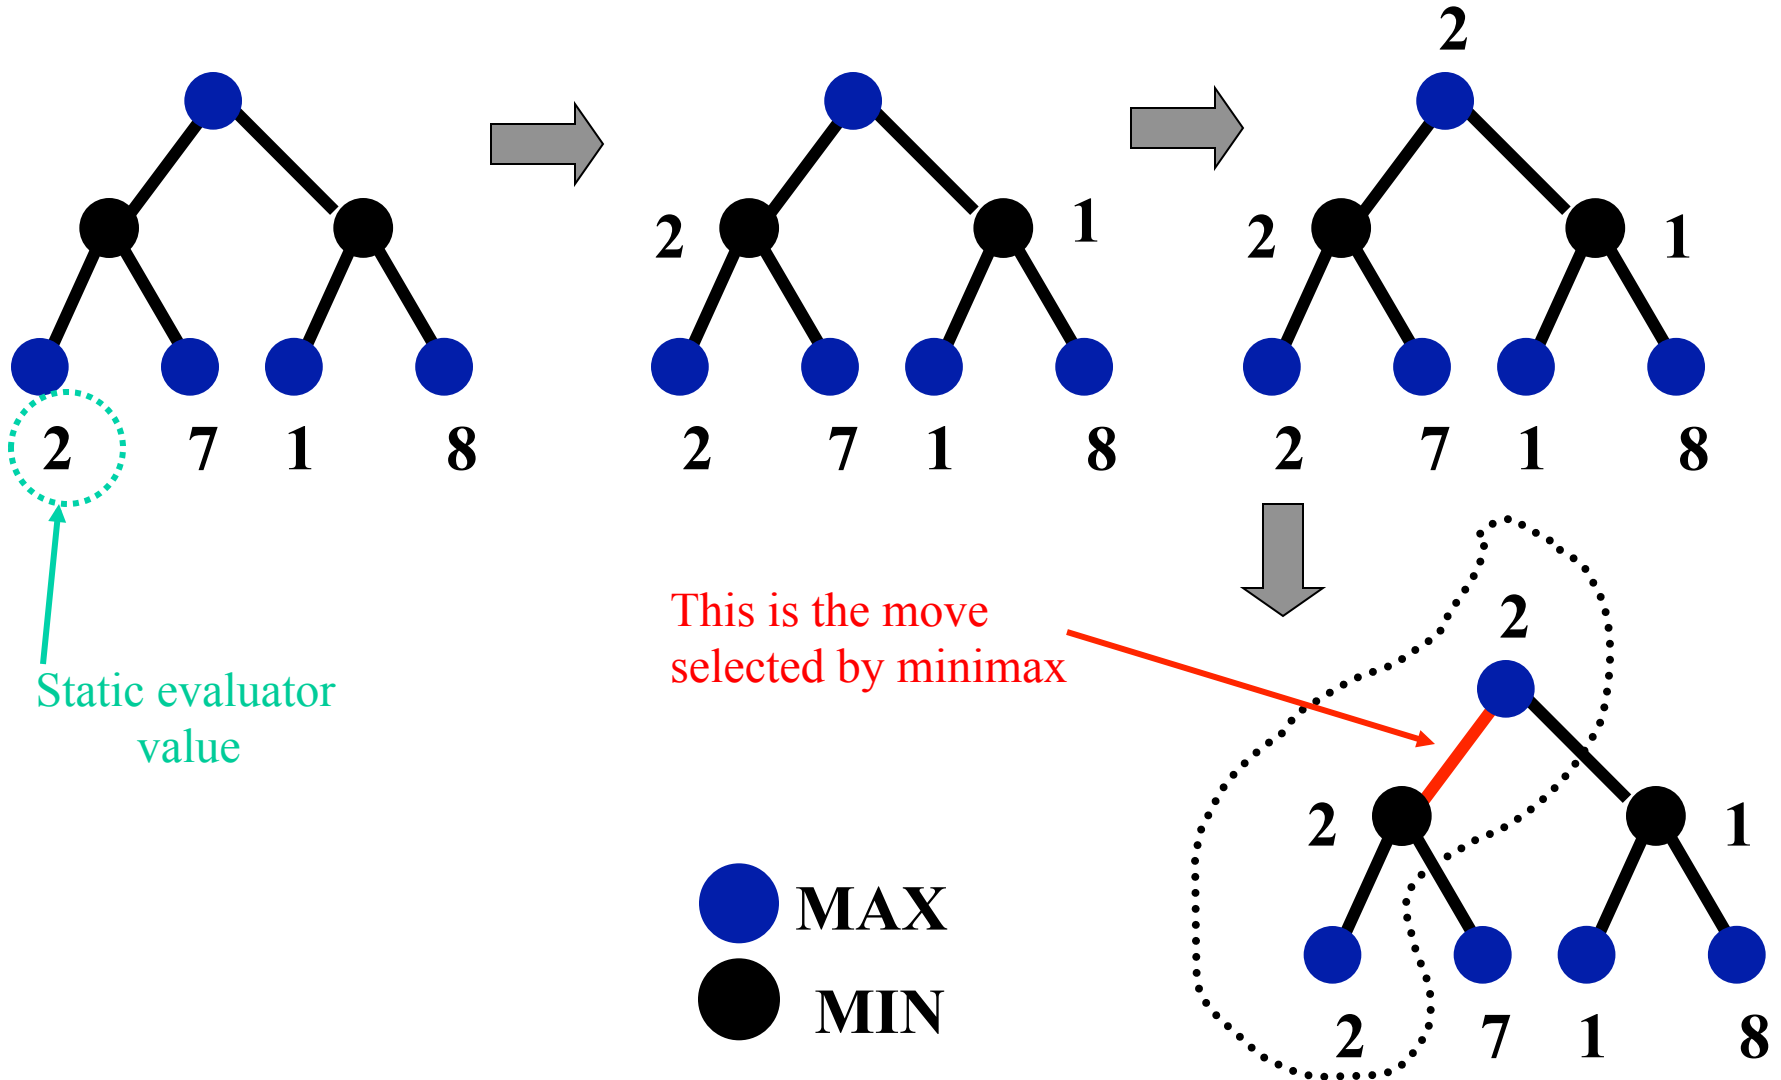 2
2 1 2 1
2 7 1 8 2 7 1 8 2 7 1 8
This is the move
selected by minimax
2
Static evaluator
value
2 1
MAX
MIN
2 7 1 8